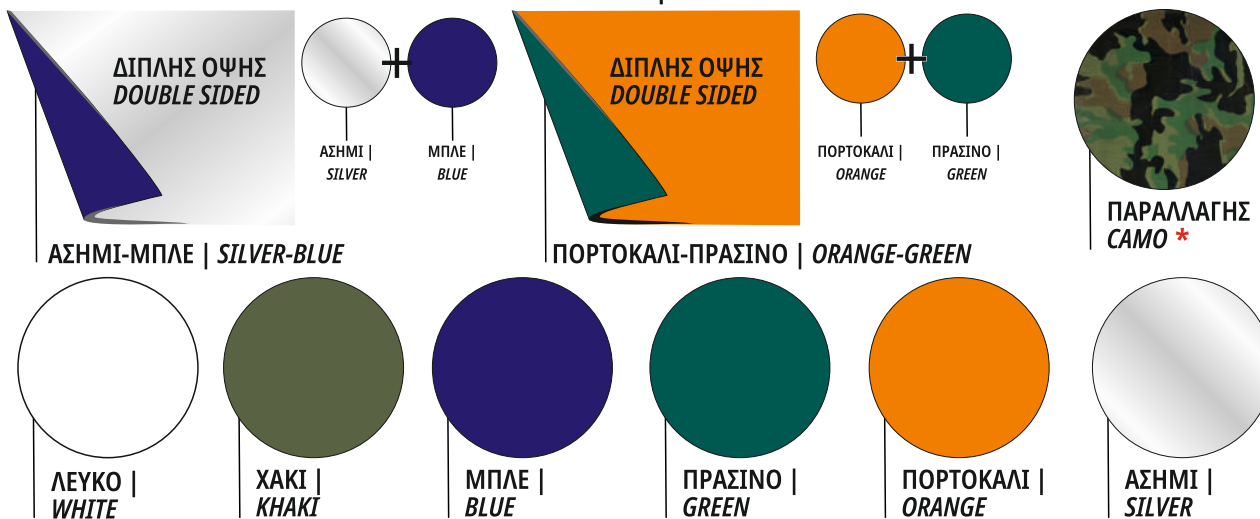 ΔΙΠΛΗΣ ΟΨΗΣ
DOUBLE SIDED
+
ΑΣΗΜΙ |
SILVER
ΜΠΛΕ |
BLUE
ΑΣΗΜΙ-ΜΠΛΕ | SILVER-BLUE
ΔΙΠΛΗΣ ΟΨΗΣ
DOUBLE SIDED
+
ΠΟΡΤΟΚΑΛΙ |
ORANGE
ΠΡΑΣΙΝΟ |
GREEN
ΠΟΡΤΟΚΑΛΙ-ΠΡΑΣΙΝΟ | ORANGE-GREEN
ΠΑΡΑΛΛΑΓΗΣ
CAMO *
ΛΕΥΚΟ |
WHITE
ΧΑΚΙ |
KHAKI
ΜΠΛΕ |
BLUE
ΠΡΑΣΙΝΟ |
GREEN
ΠΟΡΤΟΚΑΛΙ |
ORANGE
ΑΣΗΜΙ |
SILVER